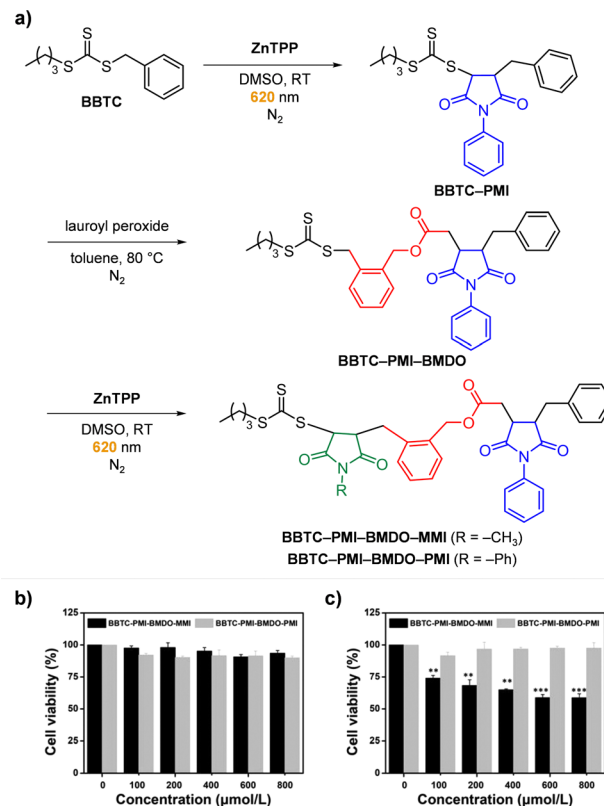 a)
S
( )3
S
S
BBTC
ZnTPP
DMSO, RT
620 nm
N2
S
( )3
S
S
O
N
O
BBTC–PMI
lauroyl peroxide
toluene, 80 °C
N2
S
( )3
S
S
O
O
O
N
O
BBTC–PMI–BMDO
ZnTPP
DMSO, RT
620 nm
N2
S
( )3
S
S
O
N
O
R
O
O
O
N
O
BBTC–PMI–BMDO–MMI (R = –CH3)
BBTC–PMI–BMDO–PMI (R = –Ph)
b)
BBTC-PMI-BMDO-MMI
BBTC-PMI-BMDO-PMI
Cell viability (%)
125
100
75
50
25
0
0 100 200 400 600 800
Concentration (μmol/L)
c)
BBTC-PMI-BMDO-MMI
BBTC-PMI-BMDO-PMI
Cell viability (%)
125
100
75
50
25
0
** ** ** *** ***
0 100 200 400 600 800
Concentration (μmol/L)